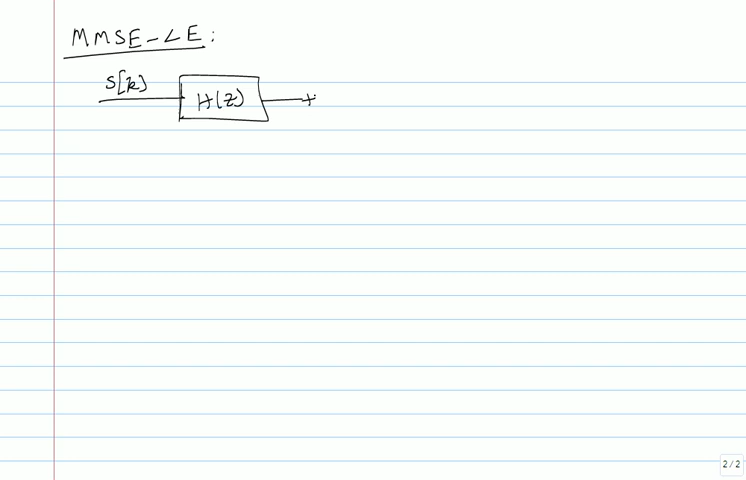 MMSE-LE:
S[k]
H(z)
+
2/2